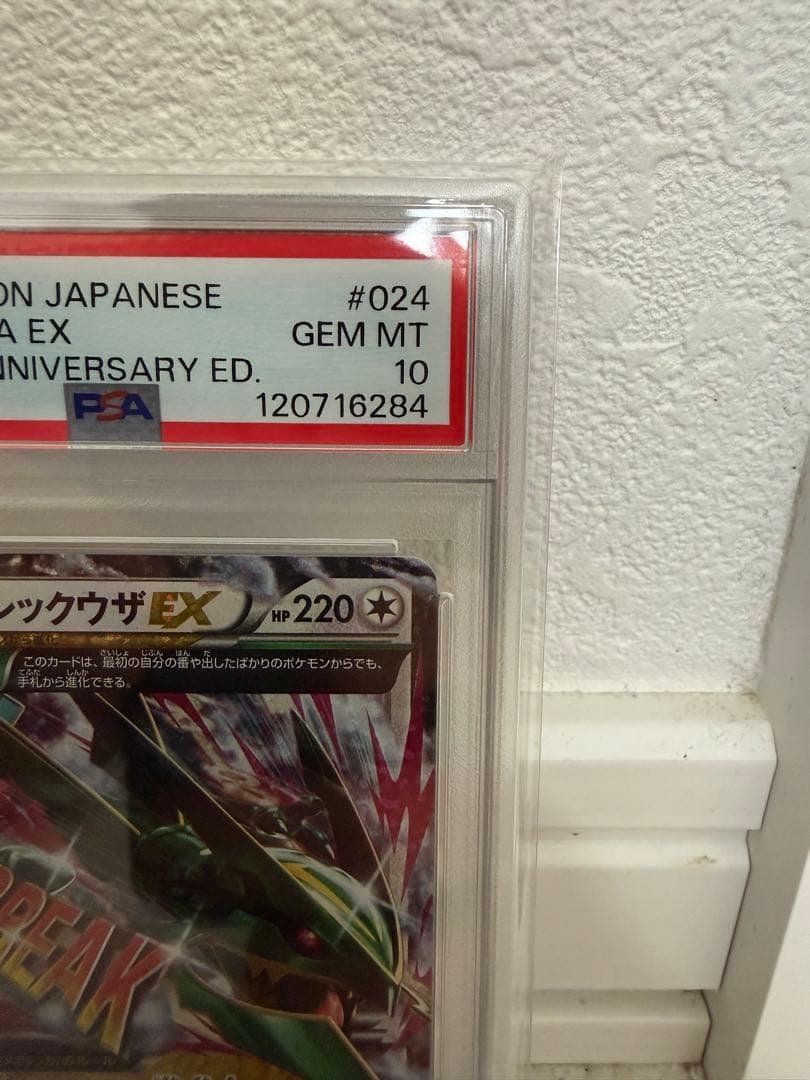 ON JAPANESE #024
A EX GEM MT
NNIVERSARY ED. 10
PSA 120716284
レックウザEX HP220
このカードは、最初の自分の番や出したばかりのポケモンからでも、
手札から進化できる。
BREAK